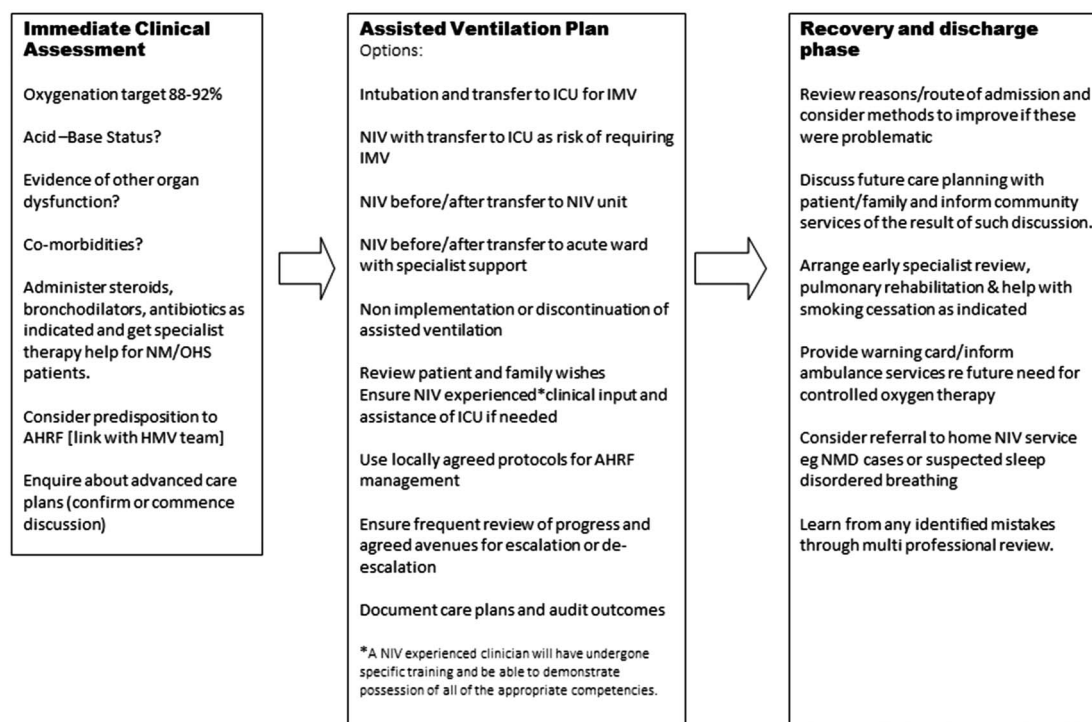 Immediate Clinical
Assessment
Oxygenation target 88-92%
Acid –Base Status?
Evidence of other organ
dysfunction?
Co-morbidities?
Administer steroids,
bronchodilators, antibiotics as
indicated and get specialist
therapy help for NM/OHS
patients.
Consider predisposition to
AHRF [link with HMV team]
Enquire about advanced care
plans (confirm or commence
discussion)
Assisted Ventilation Plan
Options:
Intubation and transfer to ICU for IMV
NIV with transfer to ICU as risk of requiring
IMV
NIV before/after transfer to NIV unit
NIV before/after transfer to acute ward
with specialist support
Non implementation or discontinuation of
assisted ventilation
Review patient and family wishes
Ensure NIV experienced*clinical input and
assistance of ICU if needed
Use locally agreed protocols for AHRF
management
Ensure frequent review of progress and
agreed avenues for escalation or de-
escalation
Document care plans and audit outcomes
*A NIV experienced clinician will have undergone
specific training and be able to demonstrate
possession of all of the appropriate competencies.
Recovery and discharge
phase
Review reasons/route of admission and
consider methods to improve if these
were problematic
Discuss future care planning with
patient/family and inform community
services of the result of such discussion.
Arrange early specialist review,
pulmonary rehabilitation & help with
smoking cessation as indicated
Provide warning card/inform
ambulance services re future need for
controlled oxygen therapy
Consider referral to home NIV service
eg NMD cases or suspected sleep
disordered breathing
Learn from any identified mistakes
through multi professional review.